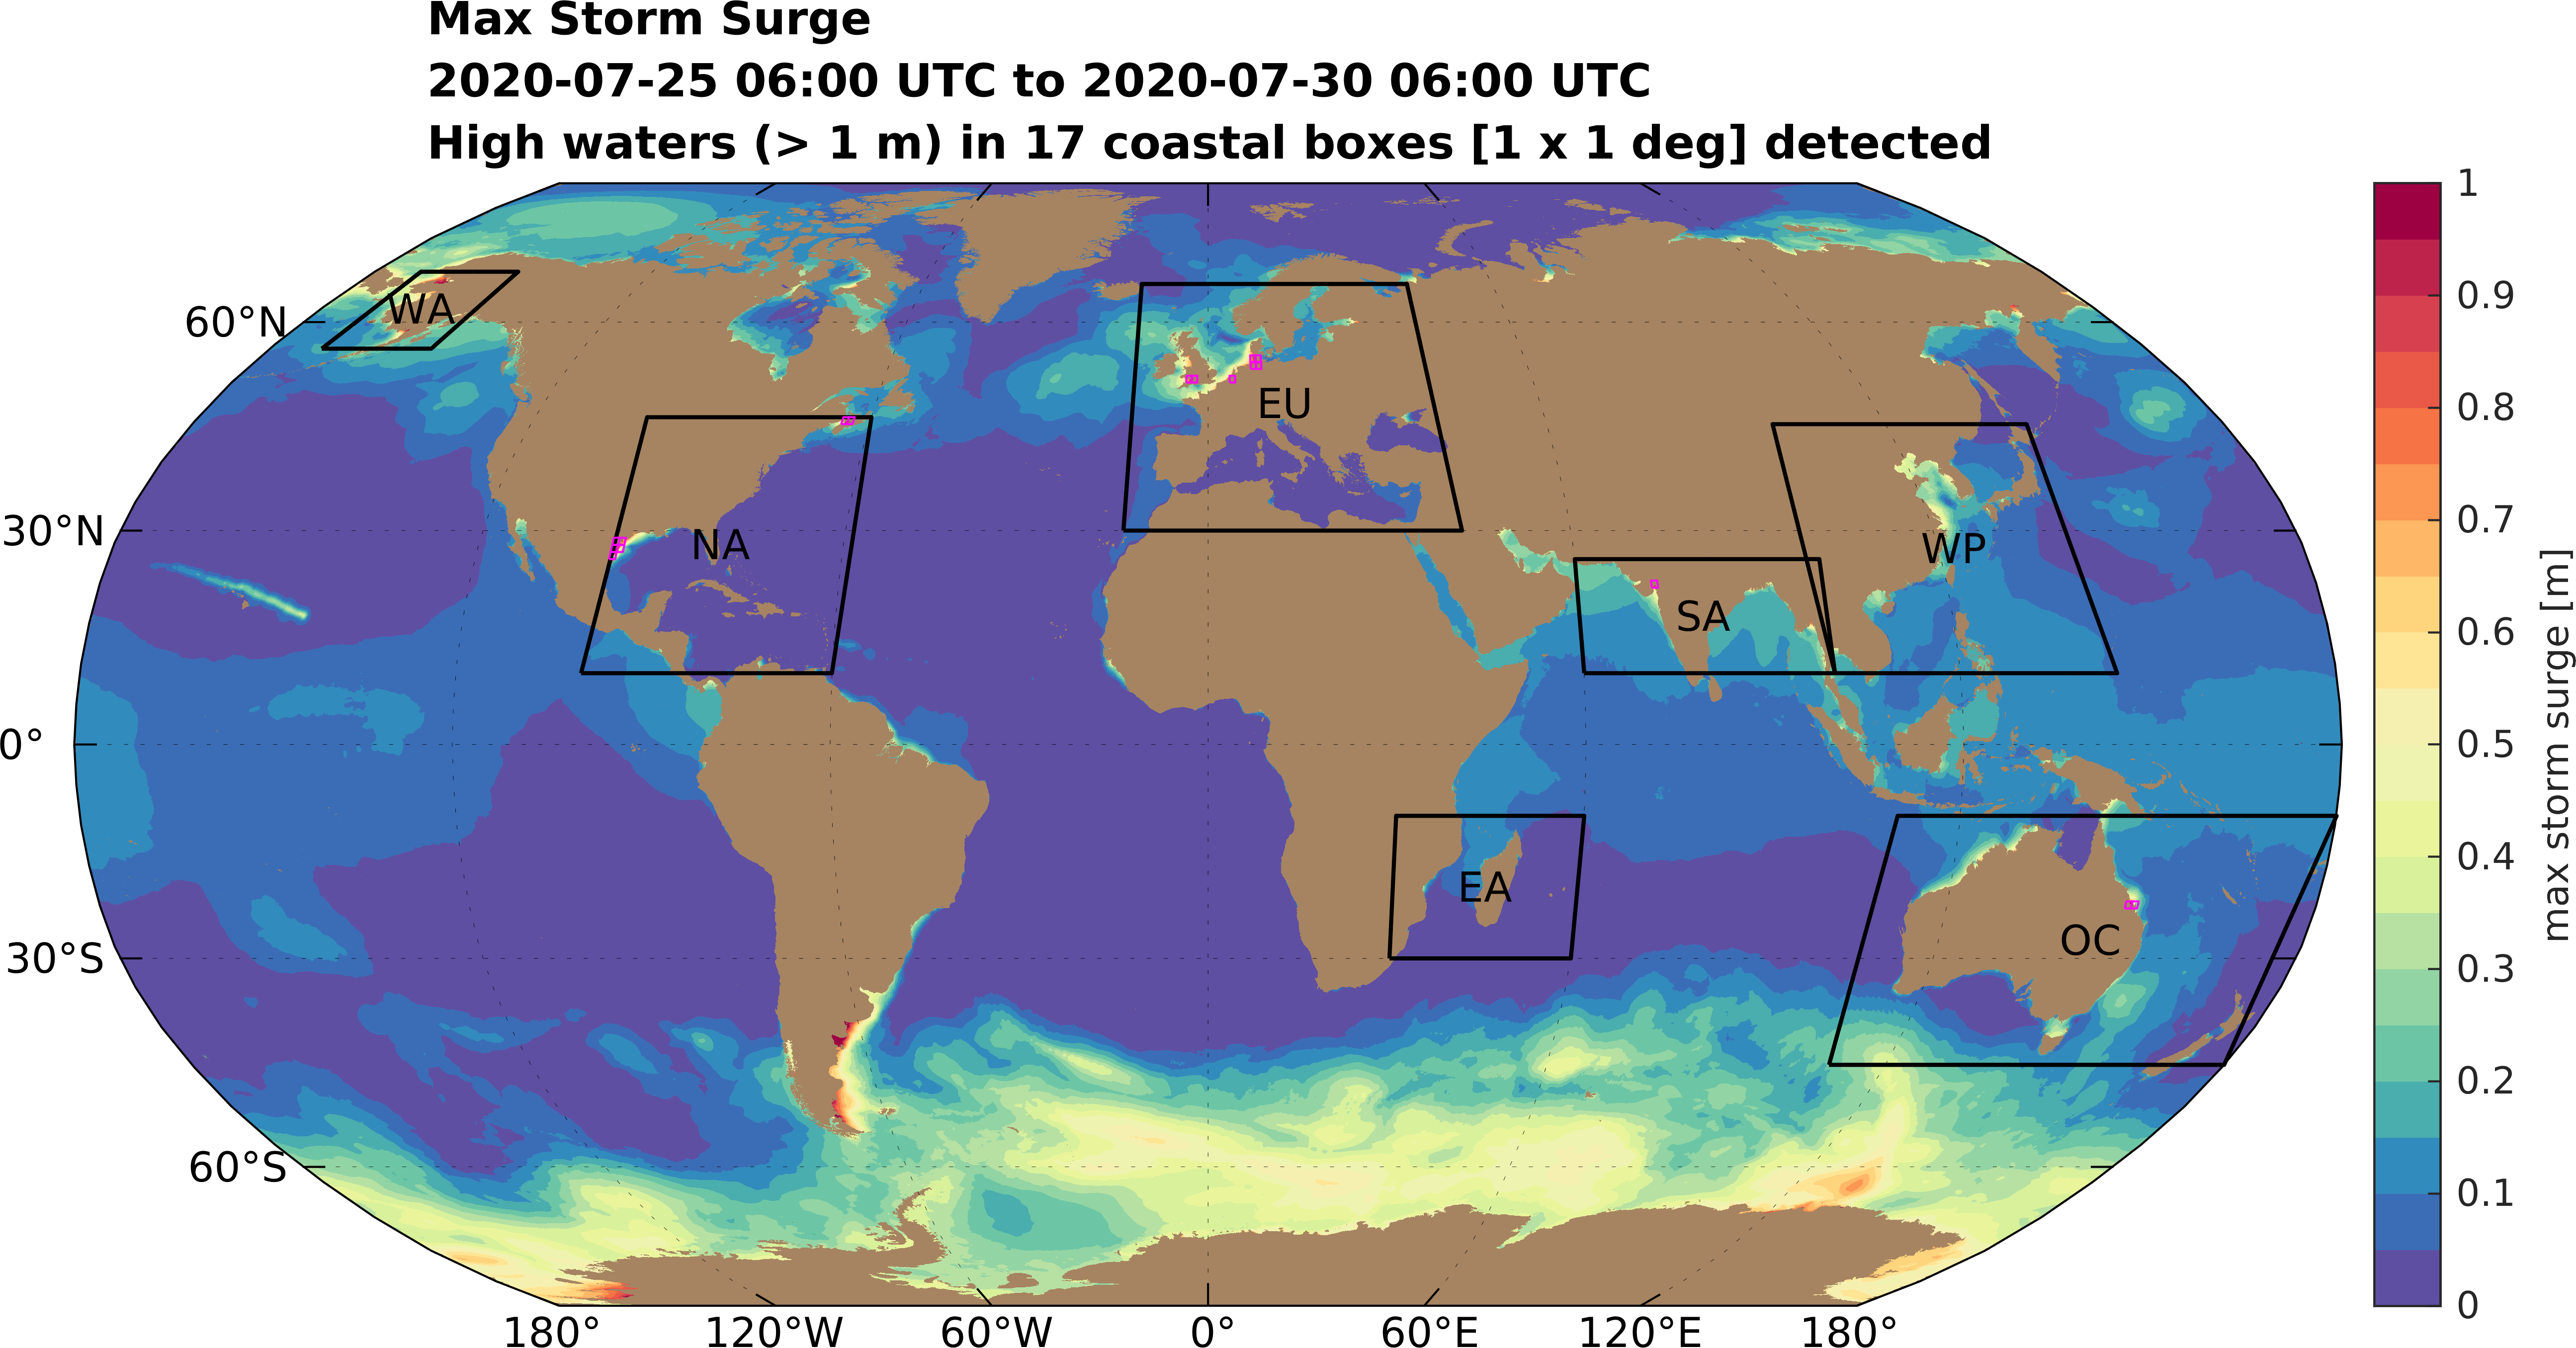 Max Storm Surge
2020-07-25 06:00 UTC to 2020-07-30 06:00 UTC
High waters (> 1 m) in 17 coastal boxes [1 x 1 deg] detected
60°N
30°N
0°
30°S
60°S
WA
NA
EU
SA
WP
EA
OC
180°
120°W
60°W
0°
60°E
120°E
180°
1
0.9
0.8
0.7
0.6
0.5
0.4
0.3
0.2
0.1
0
max storm surge [m]